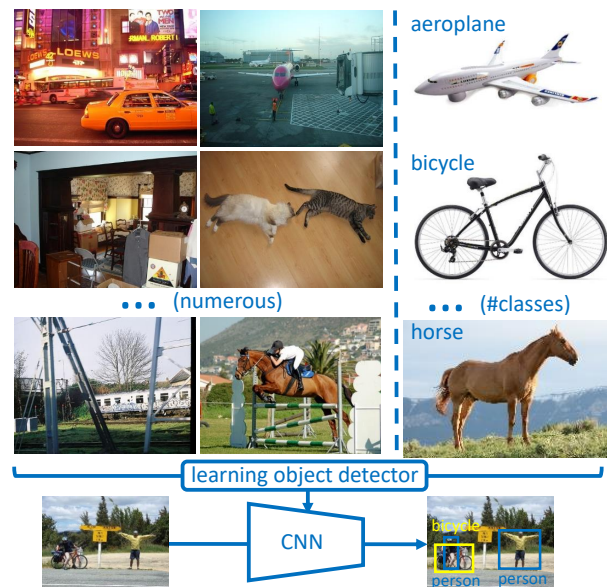 LOEWS
aeroplane
bicycle
... (numerous)
... (#classes)
horse
learning object detector
CNN
bicycle
person
person